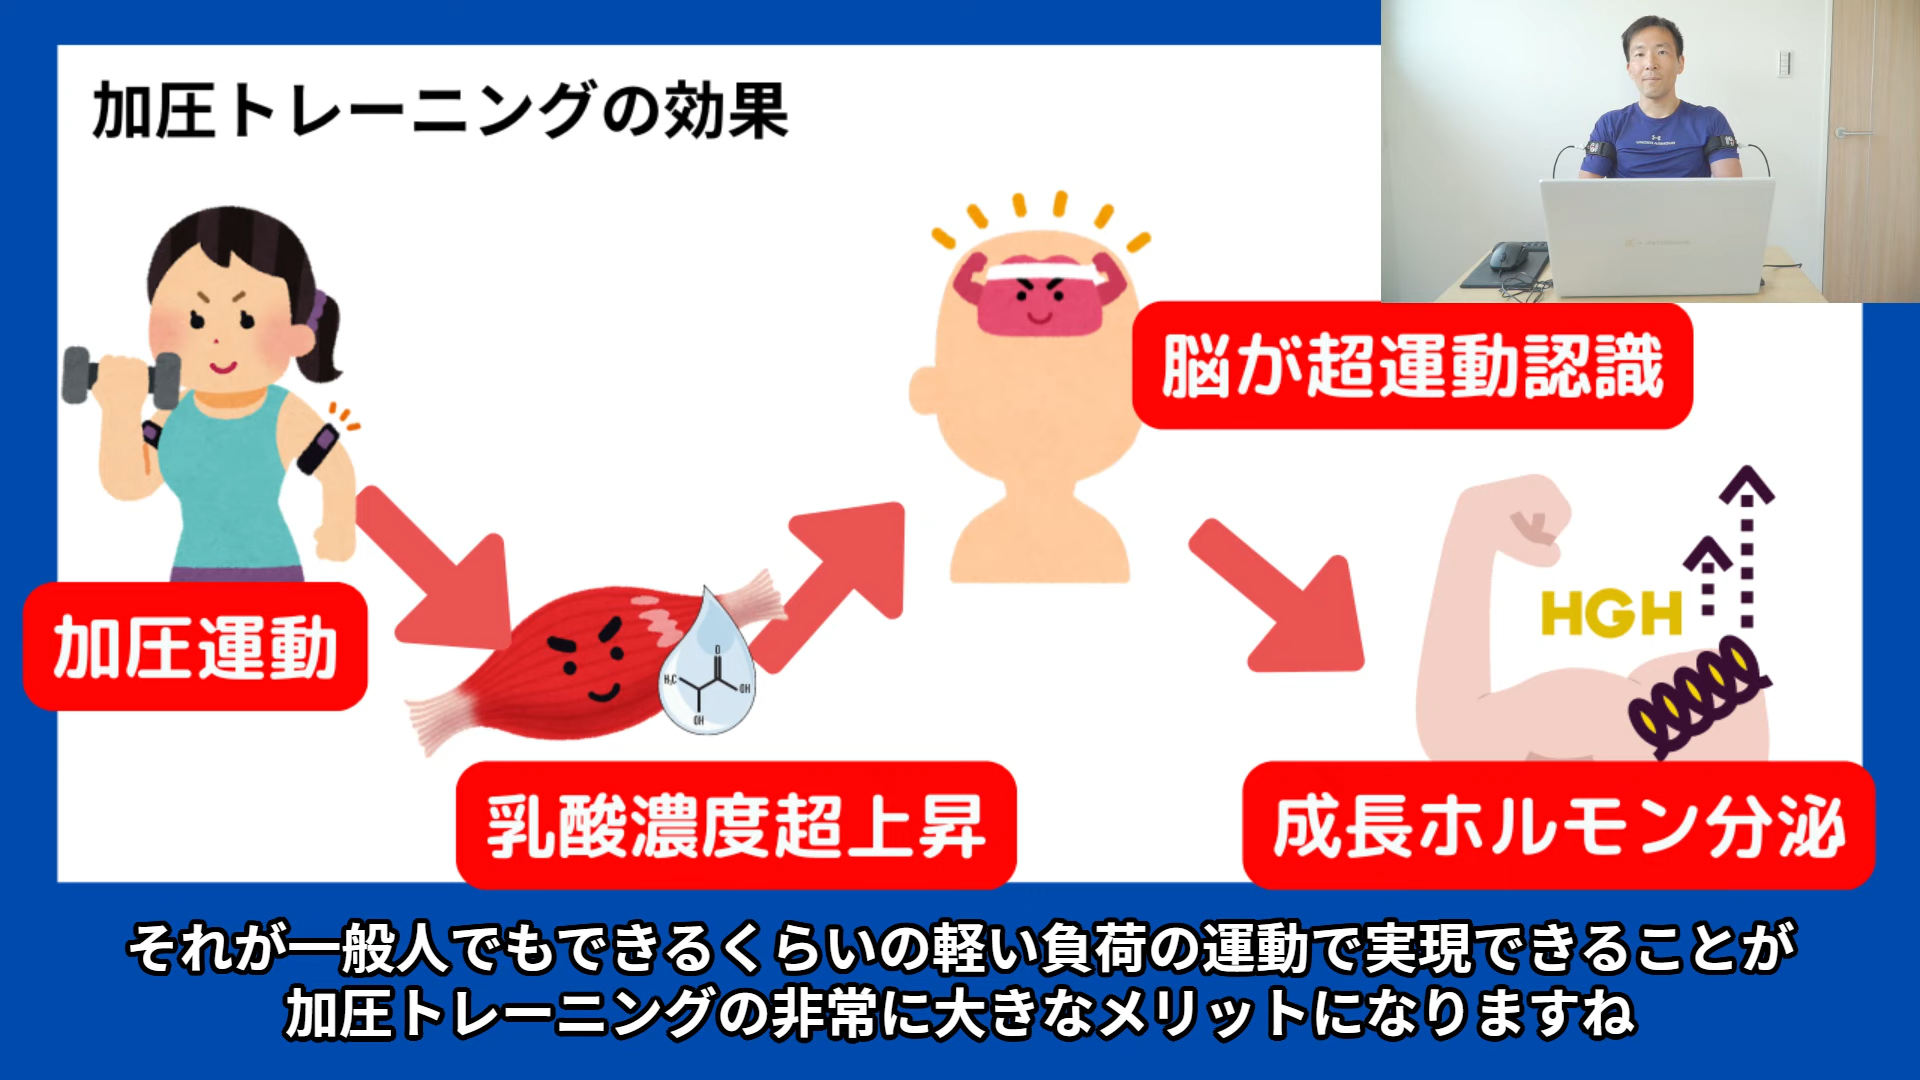 加圧トレーニングの効果
脳が超運動認識
HGH
加圧運動
H₃C
O
OH
OH
乳酸濃度超上昇
成長ホルモン分泌
それが一般人でもできるくらいの軽い負荷の運動で実現できることが
加圧トレーニングの非常に大きなメリットになりますね